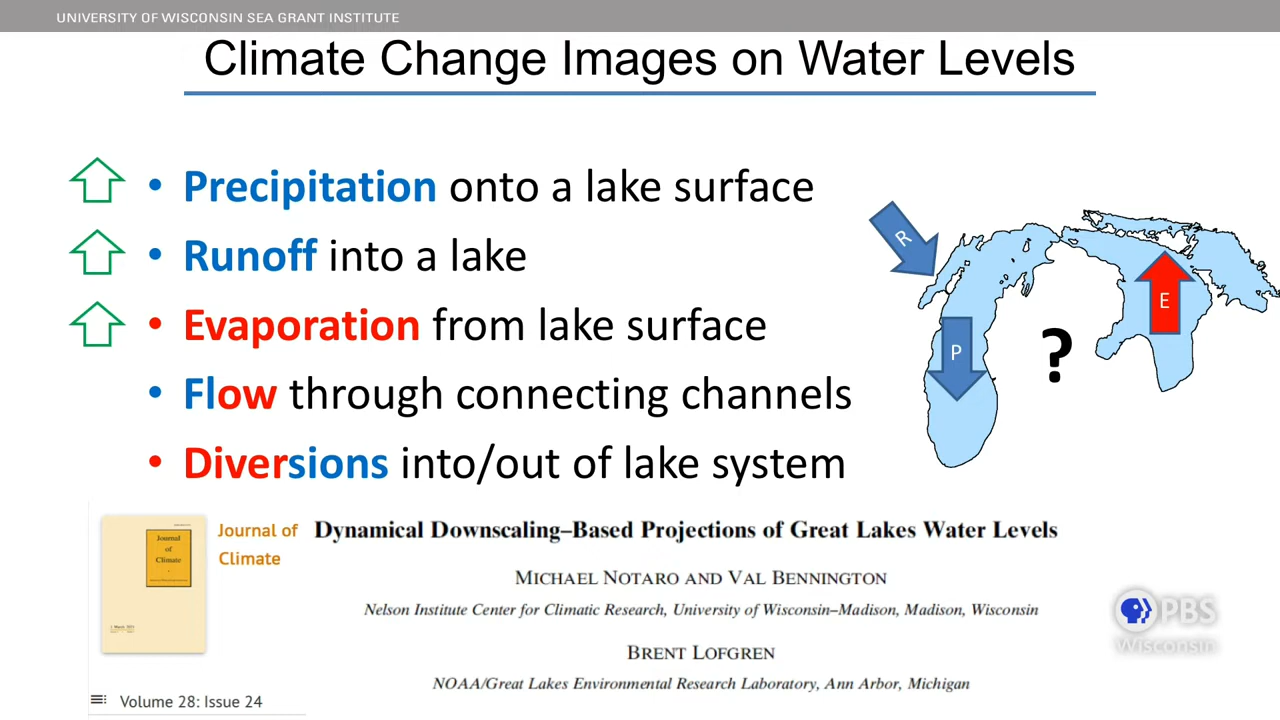 UNIVERSITY OF WISCONSIN SEA GRANT INSTITUTE
Climate Change Images on Water Levels
• Precipitation onto a lake surface
• Runoff into a lake
• Evaporation from lake surface
• Flow through connecting channels
• Diversions into/out of lake system
R
P
E
?
Journal
of
Climate
Journal of
Climate
Dynamical Downscaling–Based Projections of Great Lakes Water Levels
MICHAEL NOTARO AND VAL BENNINGTON
Nelson Institute Center for Climatic Research, University of Wisconsin–Madison, Madison, Wisconsin
BRENT LOFGREN
NOAA/Great Lakes Environmental Research Laboratory, Ann Arbor, Michigan
Volume 28: Issue 24
PBS
Wisconsin